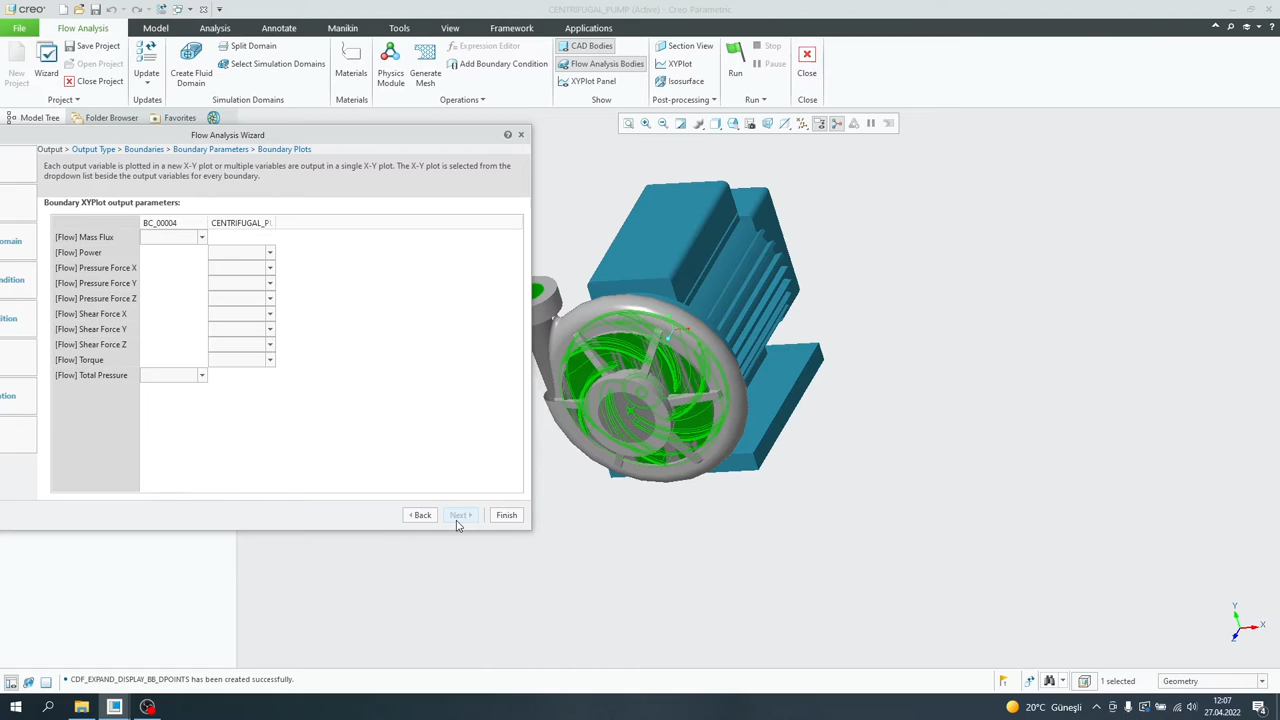 creo
CENTRIFUGAL_PUMP (Active) - Creo Parametric
File Flow Analysis Model Analysis Annotate Manikin Tools View Framework Applications
New Project
Wizard
Save Project
Open Project
Close Project
Project
Update
Updates
Create Fluid Domain
Split Domain
Select Simulation Domains
Simulation Domains
Materials
Materials
Physics Module
Generate Mesh
Expression Editor
Add Boundary Condition
Operations
CAD Bodies
Flow Analysis Bodies
XYPlot Panel
Show
Section View
XYPlot
Isosurface
Post-processing
Run
Stop
Pause
Run
Close
Close
Model Tree Folder Browser Favorites
Flow Analysis Wizard
Output > Output Type > Boundaries > Boundary Parameters > Boundary Plots
Each output variable is plotted in a new X-Y plot or multiple variables are output in a single X-Y plot. The X-Y plot is selected from the
dropdown list beside the output variables for every boundary.
Boundary XYPlot output parameters:
BC_00004 CENTRIFUGAL_P
[Flow] Mass Flux
omain
[Flow] Power
[Flow] Pressure Force X
ndition
[Flow] Pressure Force Y
[Flow] Pressure Force Z
[Flow] Shear Force X
dition
[Flow] Shear Force Y
[Flow] Shear Force Z
[Flow] Torque
[Flow] Total Pressure
ation
Back Next Finish
Y
X
Z
• CDF_EXPAND_DISPLAY_BB_DPOINTS has been created successfully.
1 selected
Geometry
20°C Güneşli
12:07
27.04.2022
4